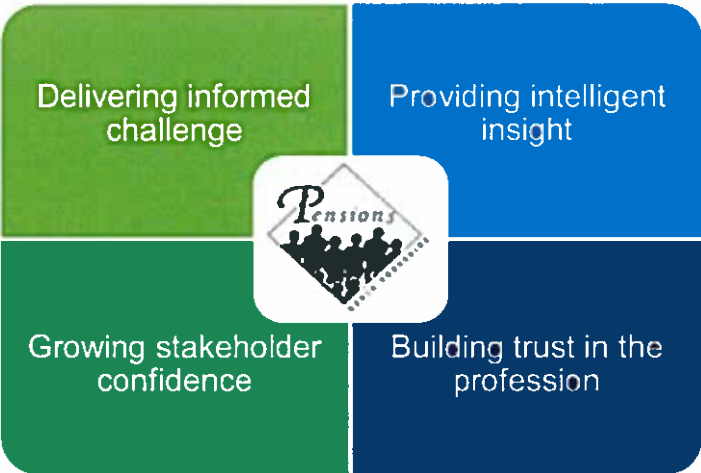 Delivering informed
challenge
Providing intelligent
insight
Pensions
Growing stakeholder
confidence
Building trust in the
profession